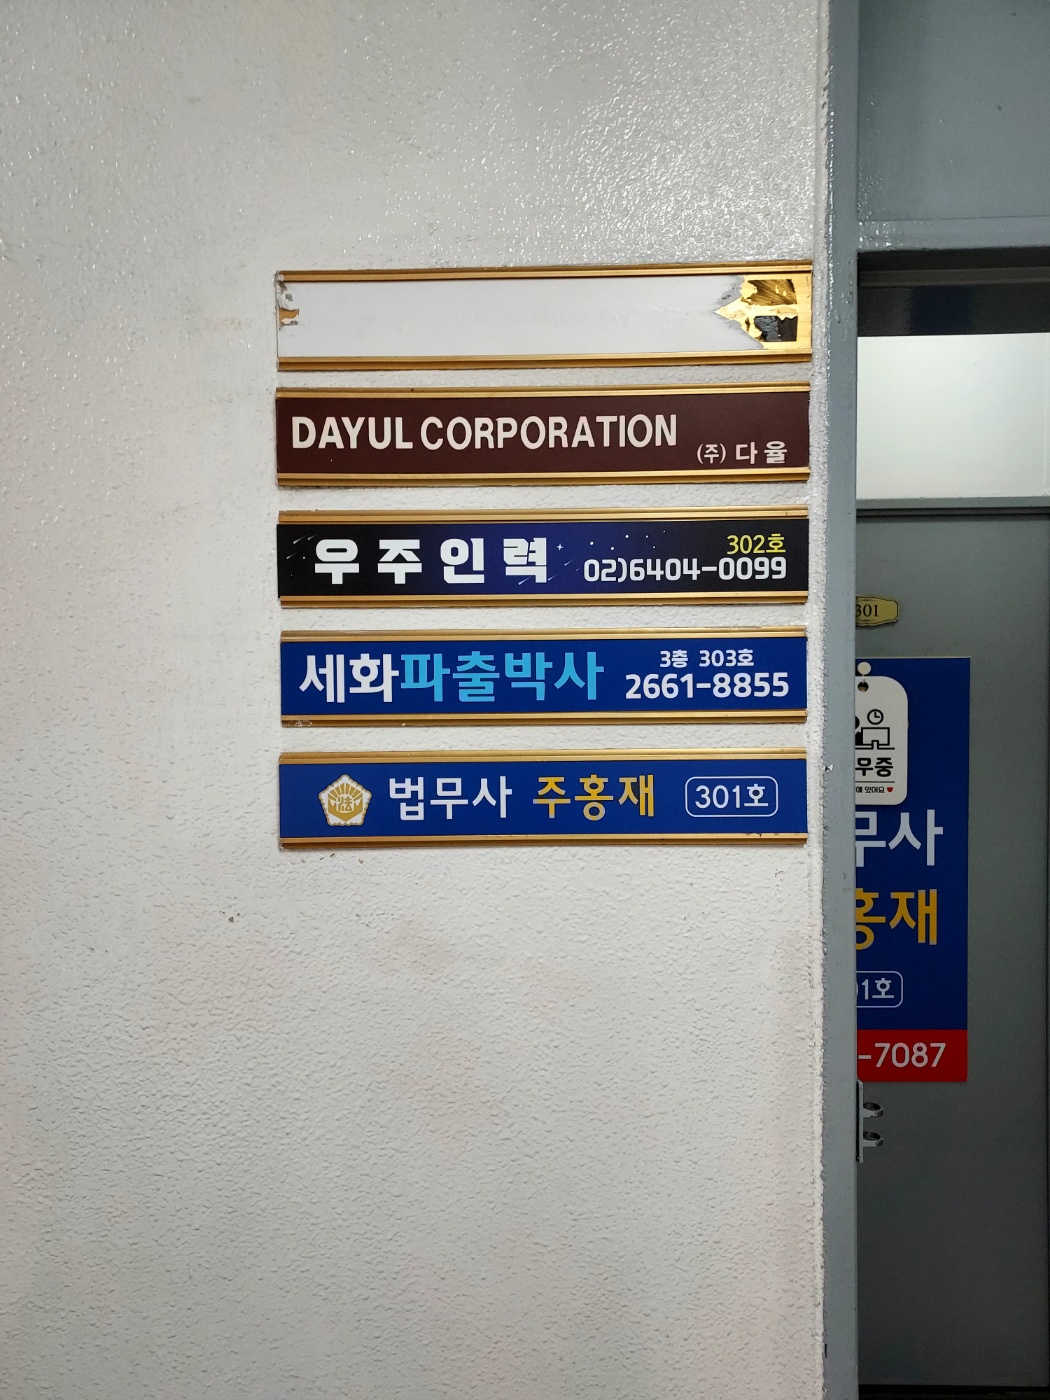 DAYUL CORPORATION
(주) 다율
우주인력
302호
02)6404-0099
세화파출박사
3층 303호
2661-8855
법무사 주홍재 301호
301
무중
무사
홍재
1호
-7087